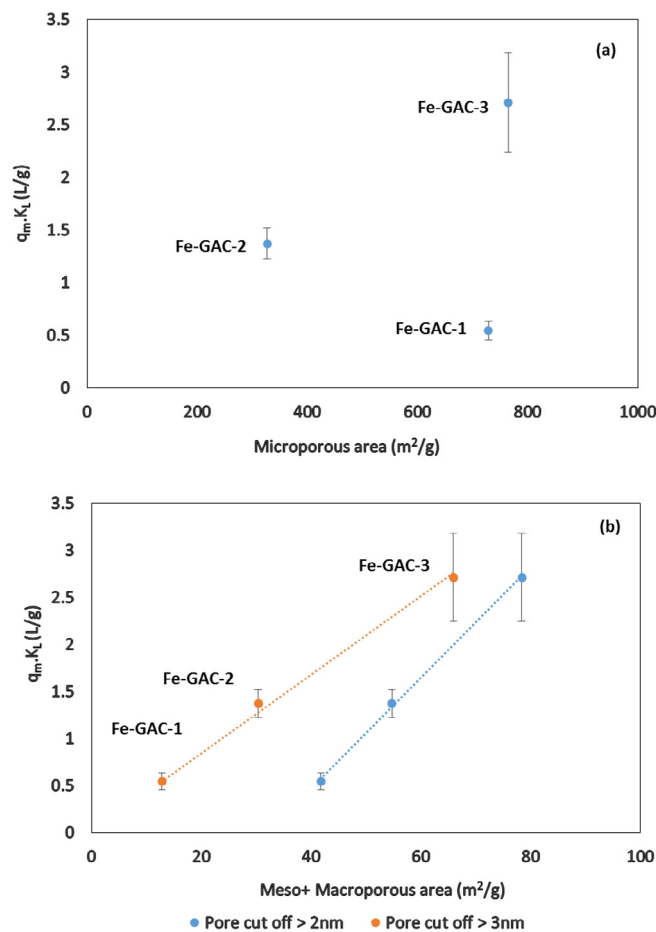 3.5
(a)
3
Fe-GAC-3
2.5
2
qm.KL (L/g)
1.5
Fe-GAC-2
1
Fe-GAC-1
0.5
0
0 200 400 600 800 1000
Microporous area (m²/g)
3.5
(b)
3
Fe-GAC-3
2.5
2
qm.KL (L/g)
Fe-GAC-2
1.5
Fe-GAC-1
1
0.5
0
0 20 40 60 80 100
Meso+ Macroporous area (m²/g)
Pore cut off > 2nm Pore cut off > 3nm